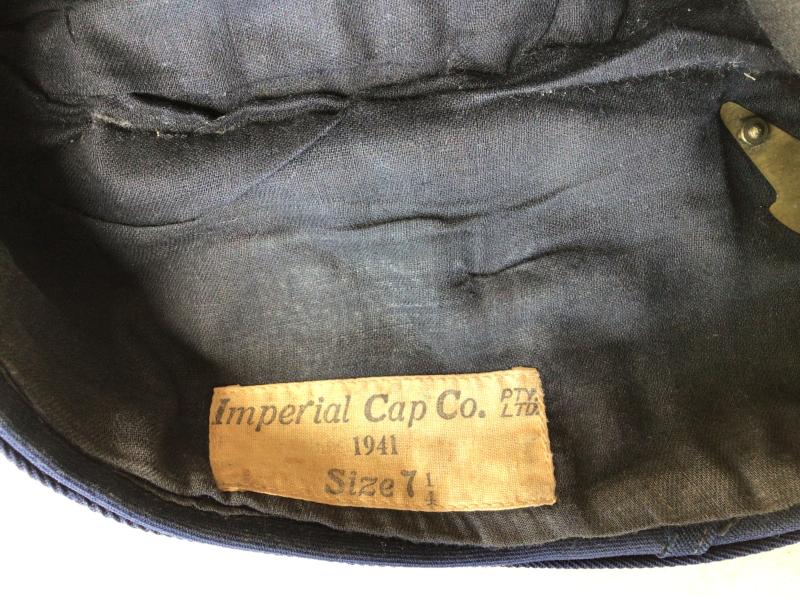 Imperial Cap Co. PTY. LTD.
1941
Size 7 1/4